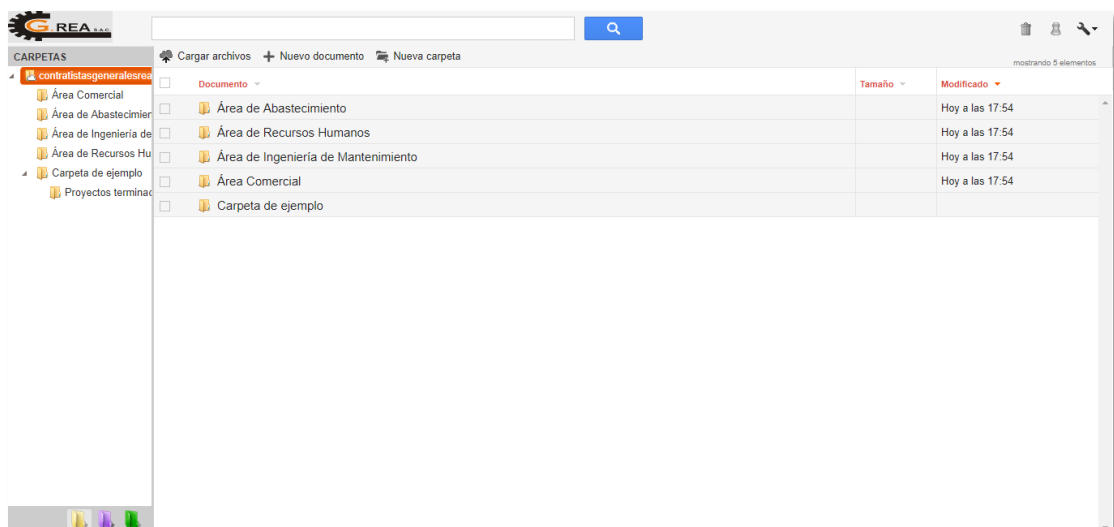 G. REA S.A.C
CARPETAS
Cargar archivos Nuevo documento Nueva carpeta
mostrando 5 elementos
contratistasgeneralesrea
Área Comercial
Área de Abastecimien
Área de Ingeniería de
Área de Recursos Hu
Carpeta de ejemplo
Proyectos terminad
Documento Tamaño Modificado
Área de Abastecimiento Hoy a las 17:54
Área de Recursos Humanos Hoy a las 17:54
Área de Ingeniería de Mantenimiento Hoy a las 17:54
Área Comercial Hoy a las 17:54
Carpeta de ejemplo